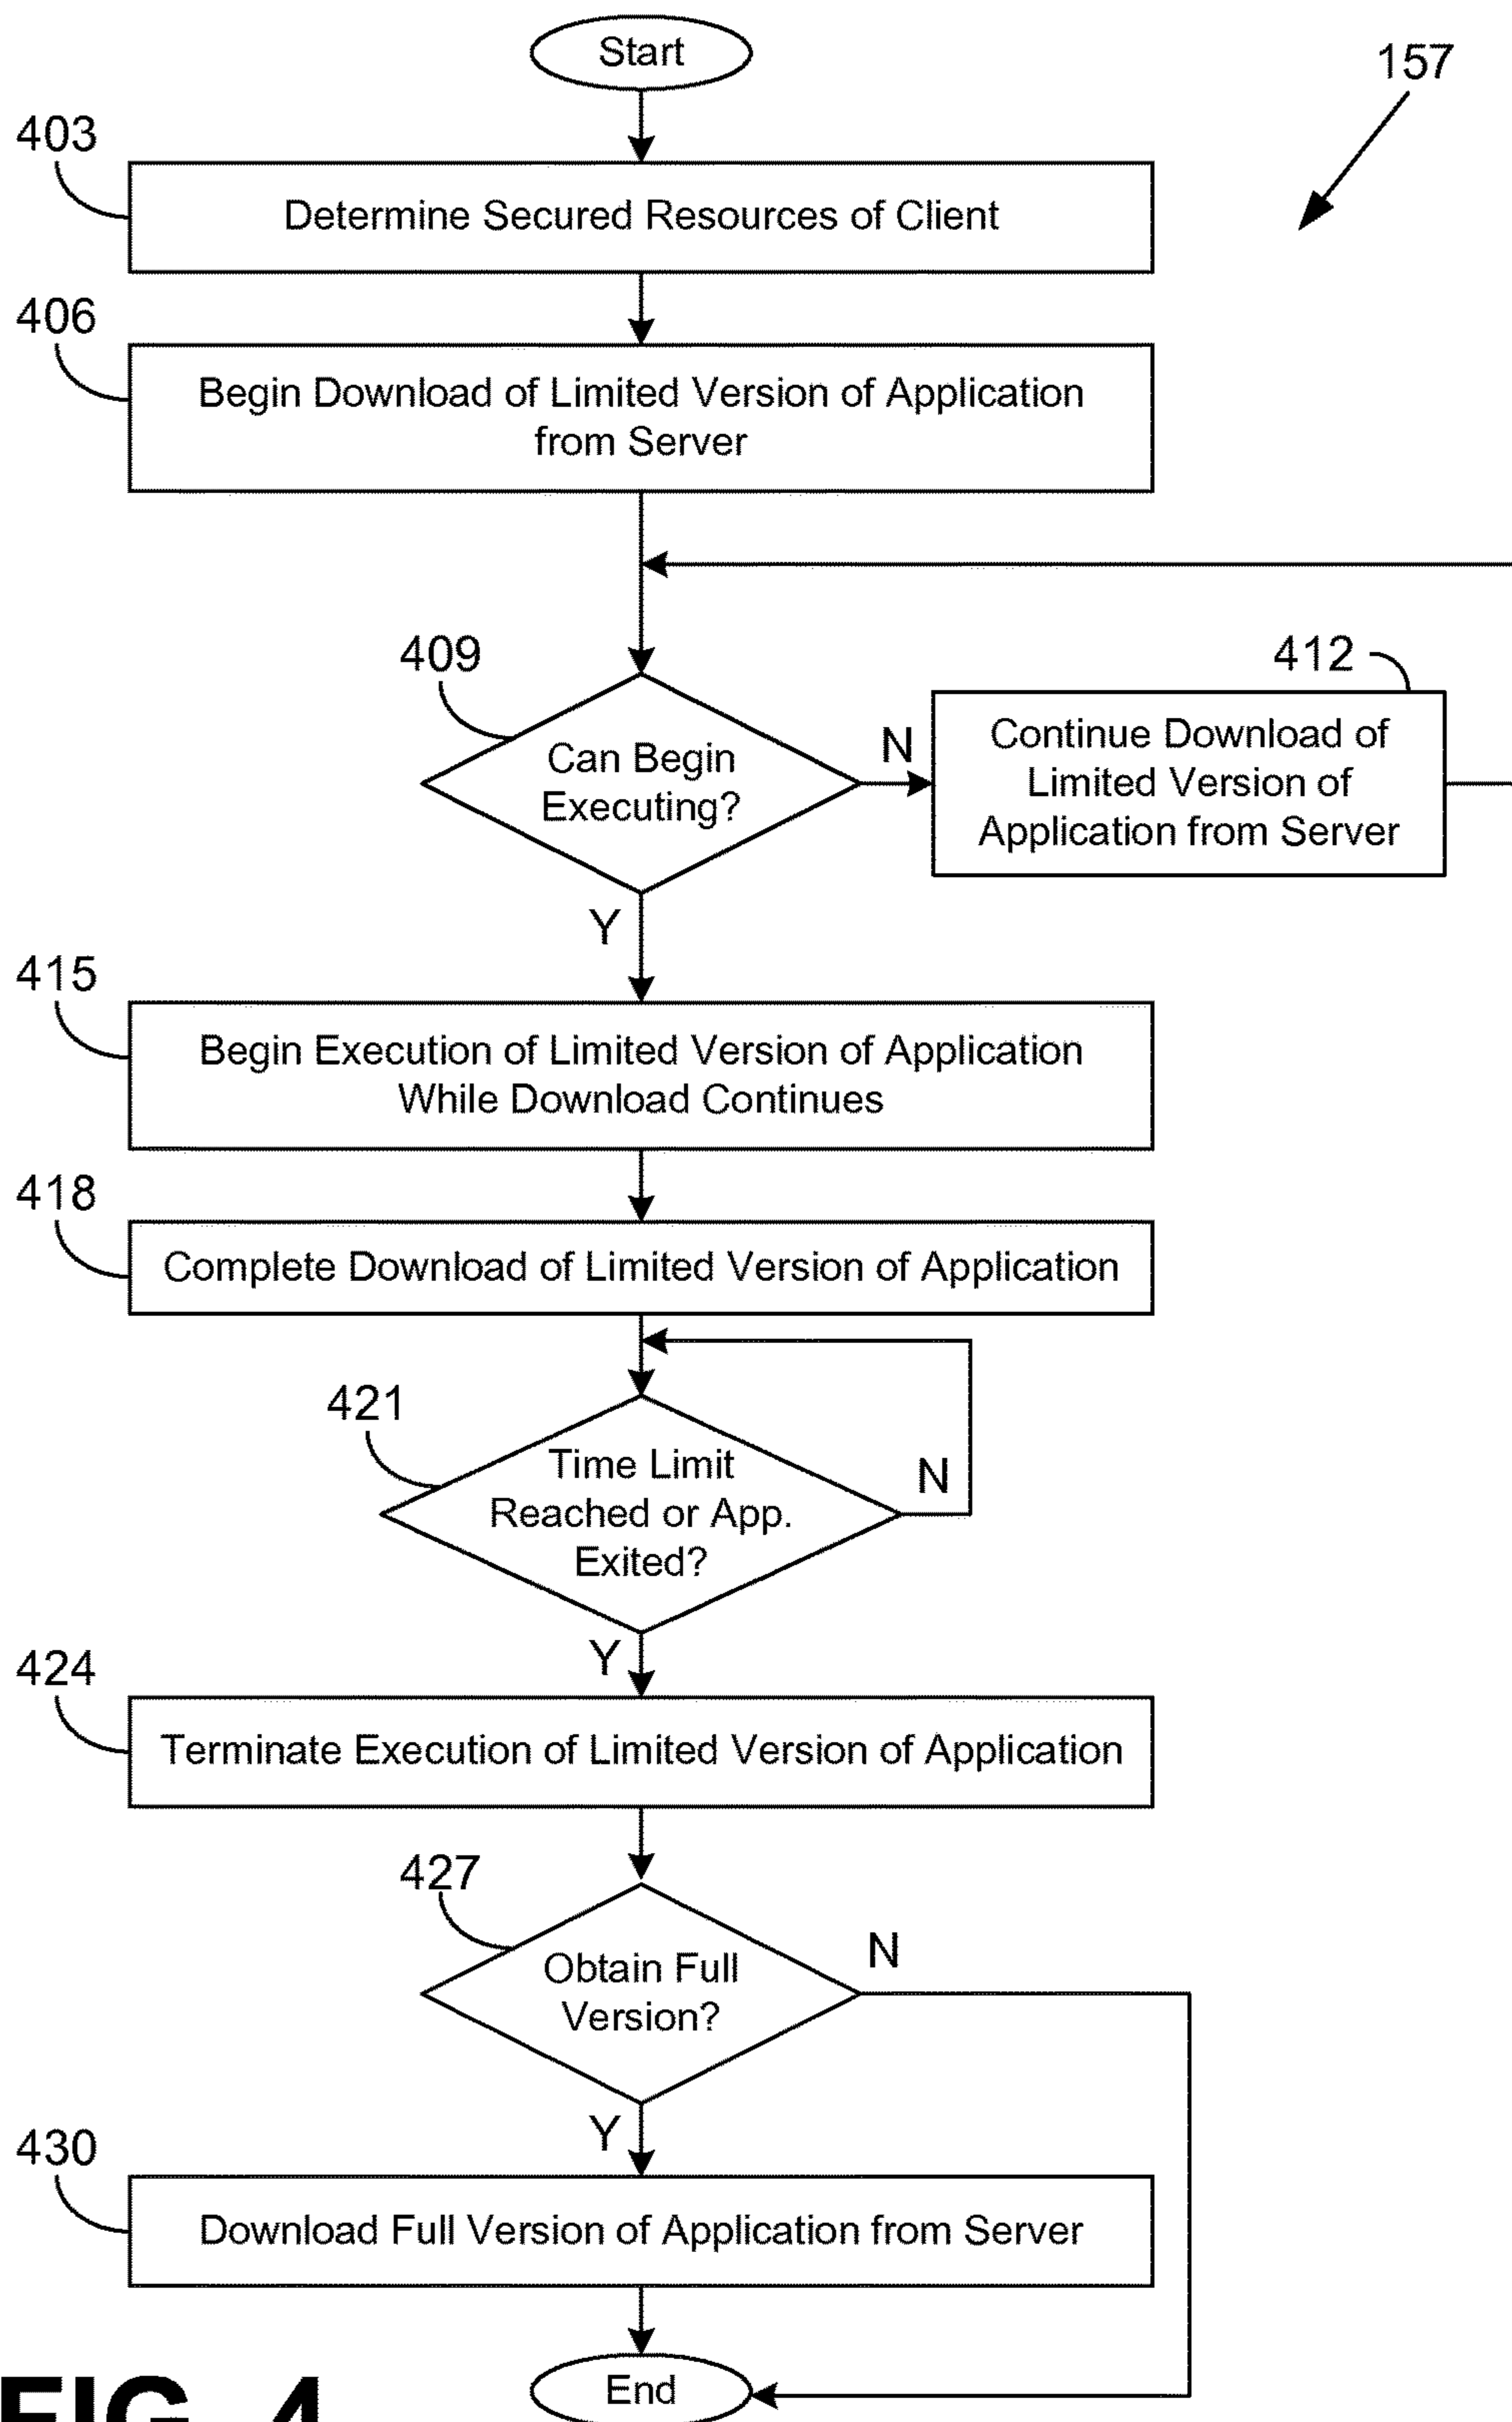 Start
157
403
Determine Secured Resources of Client
406
Begin Download of Limited Version of Application
from Server
409
Can Begin
Executing?
N
412
Continue Download of
Limited Version of
Application from Server
Y
415
Begin Execution of Limited Version of Application
While Download Continues
418
Complete Download of Limited Version of Application
421
Time Limit
Reached or App.
Exited?
N
Y
424
Terminate Execution of Limited Version of Application
427
Obtain Full
Version?
N
Y
430
Download Full Version of Application from Server
End
FIG. 4